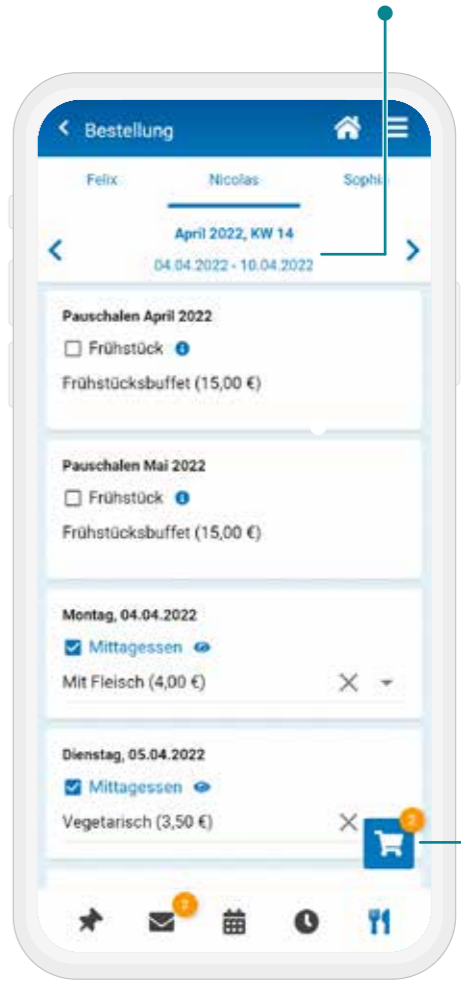 Bestellung
Felix Nicolas Sophia
April 2022, KW 14
04.04.2022 - 10.04.2022
Pauschalen April 2022
Frühstück
Frühstücksbuffet (15,00 €)
Pauschalen Mai 2022
Frühstück
Frühstücksbuffet (15,00 €)
Montag, 04.04.2022
Mittagessen
Mit Fleisch (4,00 €)
Dienstag, 05.04.2022
Mittagessen
Vegetarisch (3,50 €)
2